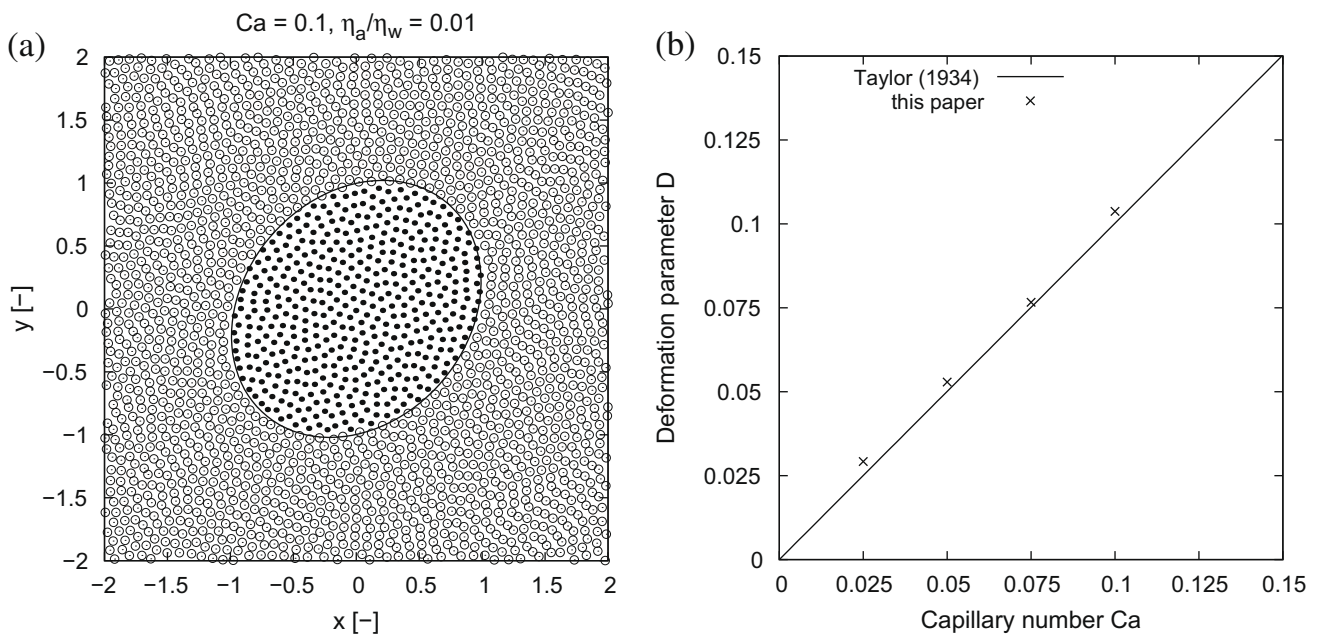 Ca = 0.1, ηa/ηw = 0.01
(a)
2
1.5
1
0.5
0
−0.5
−1
−1.5
−2
y [−]
−2 −1.5 −1 −0.5 0 0.5 1 1.5 2
x [−]
(b)
Taylor (1934)
this paper
0.15
0.125
0.1
0.075
0.05
0.025
0
Deformation parameter D
0 0.025 0.05 0.075 0.1 0.125 0.15
Capillary number Ca